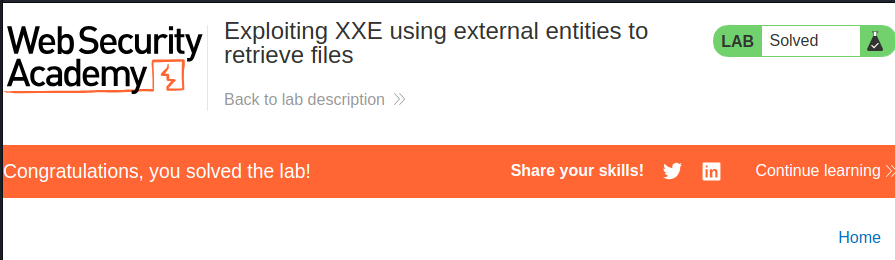 Web Security
Academy
Exploiting XXE using external entities to
retrieve files
Back to lab description
LAB Solved
Congratulations, you solved the lab!
Share your skills!
Continue learning
Home